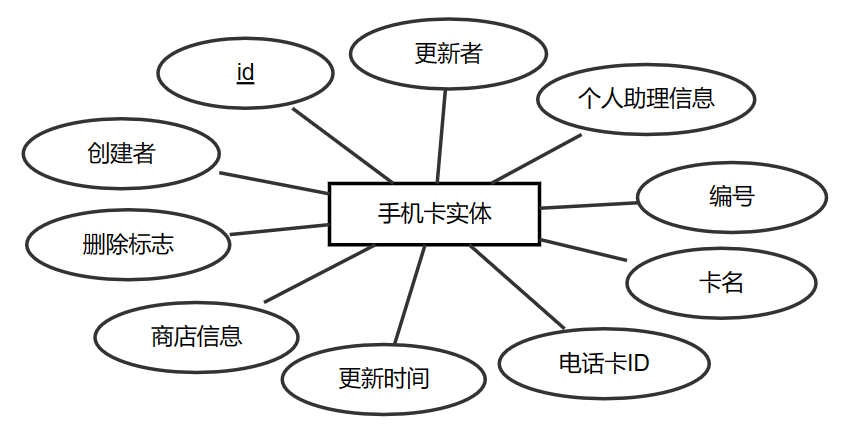 更新者
id
个人助理信息
创建者
编号
手机卡实体
删除标志
卡名
商店信息
电话卡ID
更新时间